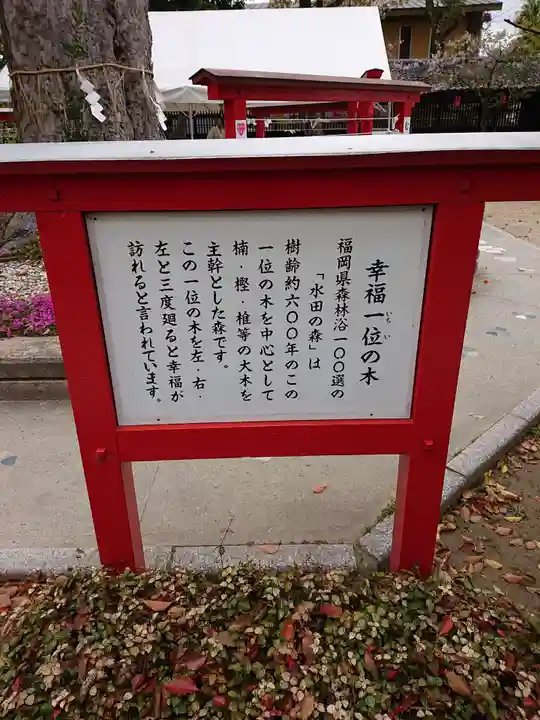 幸福一位の木
いちい
福岡県森林浴一〇〇選の
「水田の森」は
樹齢約六〇〇年のこの
一位の木を中心として
楠・樫・椎等の大木を
主幹とした森です。
この一位の木を左・右・
左と三度廻ると幸福が
訪れると言われています。